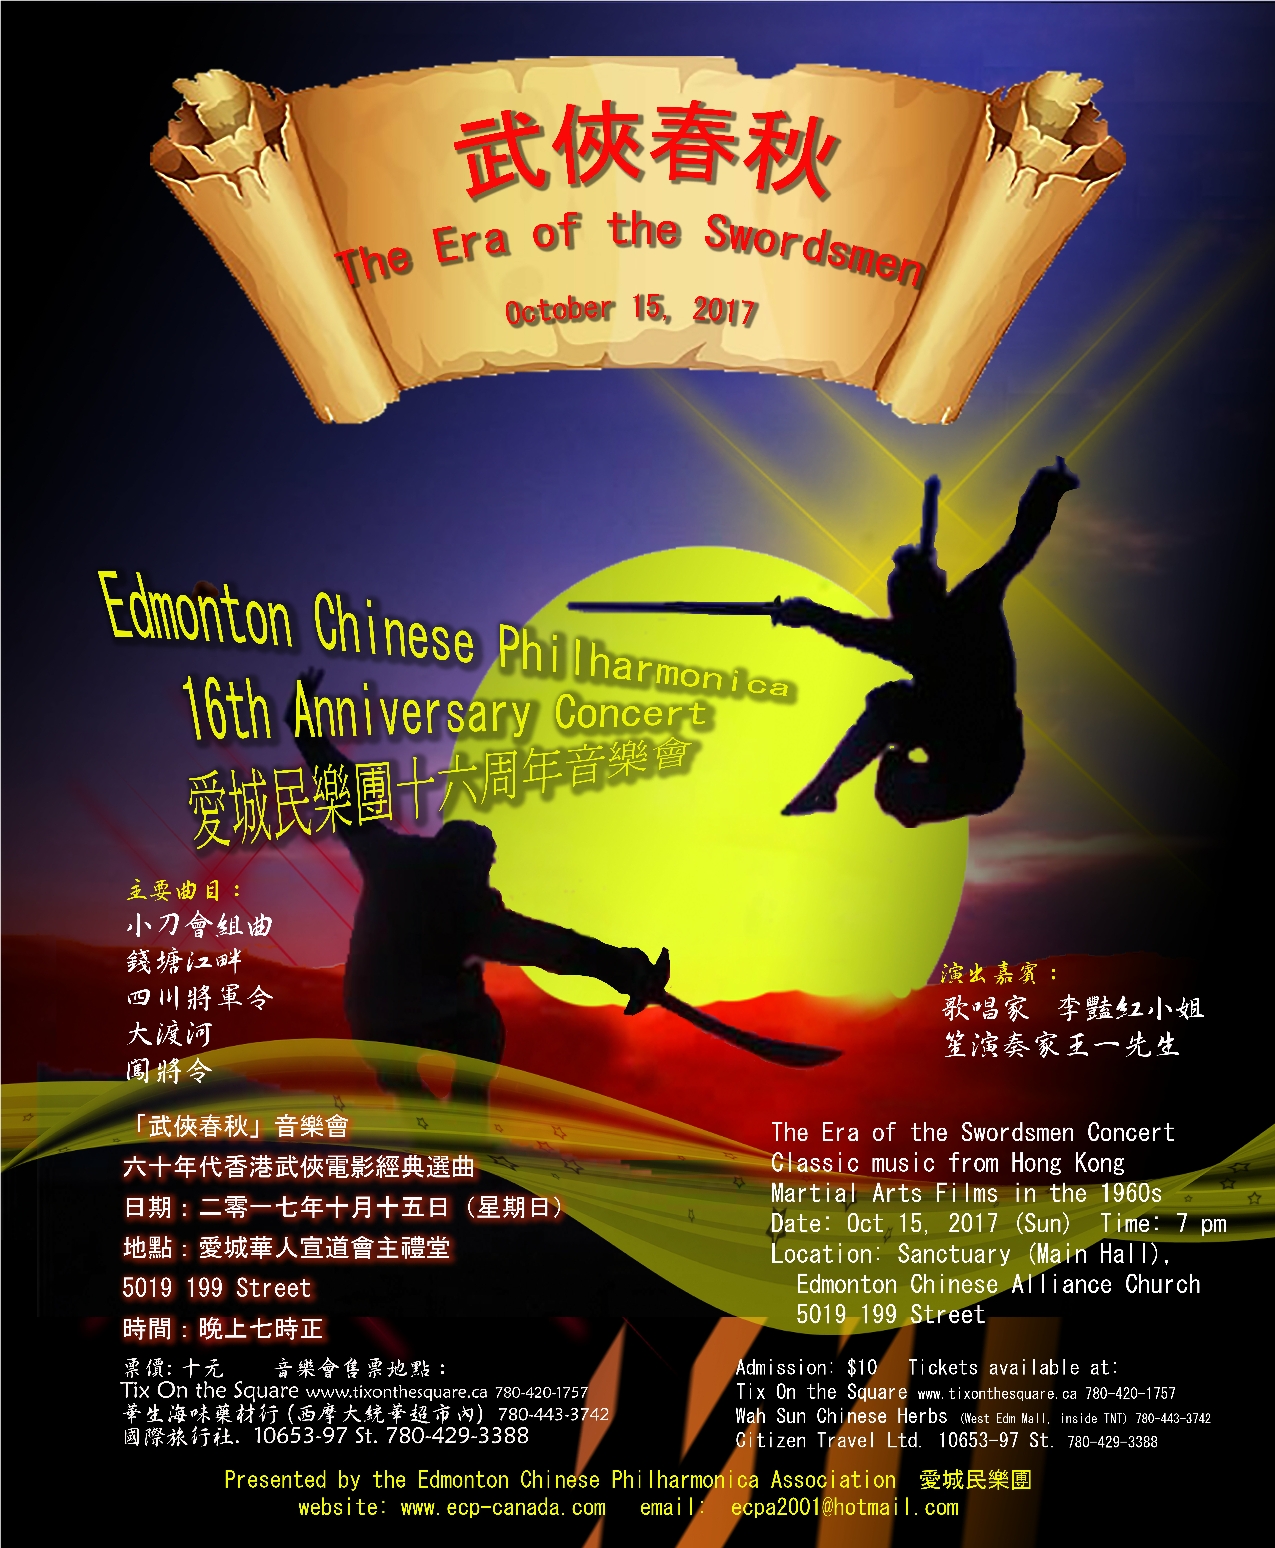 武俠春秋
The Era of the Swordsmen
October 15, 2017
Edmonton Chinese Philharmonica
16th Anniversary Concert
愛城民樂團十六周年音樂會
主要曲目：
小刀會組曲
錢塘江畔
四川將軍令
大渡河
闖將令
演出嘉賓：
歌唱家 李豔紅小姐
笙演奏家王一先生
「武俠春秋」音樂會
六十年代香港武俠電影經典選曲
日期：二零一七年十月十五日（星期日）
地點：愛城華人宣道會主禮堂
5019 199 Street
時間：晚上七時正
The Era of the Swordsmen Concert
Classic music from Hong Kong
Martial Arts Films in the 1960s
Date: Oct 15, 2017 (Sun) Time: 7 pm
Location: Sanctuary (Main Hall),
Edmonton Chinese Alliance Church
5019 199 Street
票價: 十元 音樂會售票地點：
Tix On the Square www.tixonthesquare.ca 780-420-1757
華生海味藥材行 (西摩大統華超市內) 780-443-3742
國際旅行社. 10653-97 St. 780-429-3388
Admission: $10 Tickets available at:
Tix On the Square www.tixonthesquare.ca 780-420-1757
Wah Sun Chinese Herbs (West Edm Mall, inside TNT) 780-443-3742
Citizen Travel Ltd. 10653-97 St. 780-429-3388
Presented by the Edmonton Chinese Philharmonica Association 愛城民樂團
website: www.ecp-canada.com email: ecpa2001@hotmail.com